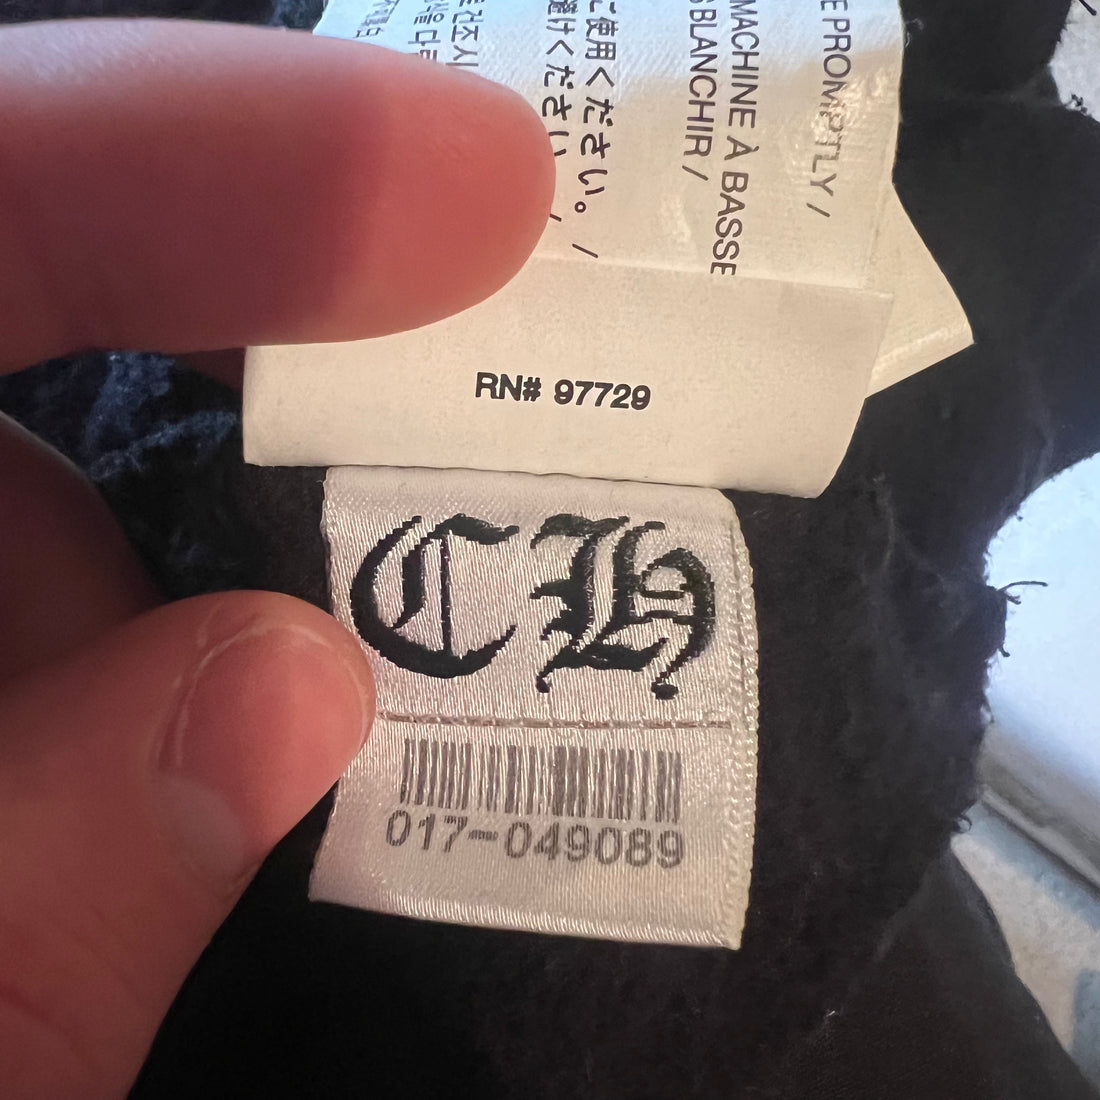 E PROMPTLY /
MACHINE À BASSE
BLANCHIR /
ご使用ください。 /
避けください /
RN# 97729
CH
017-049089